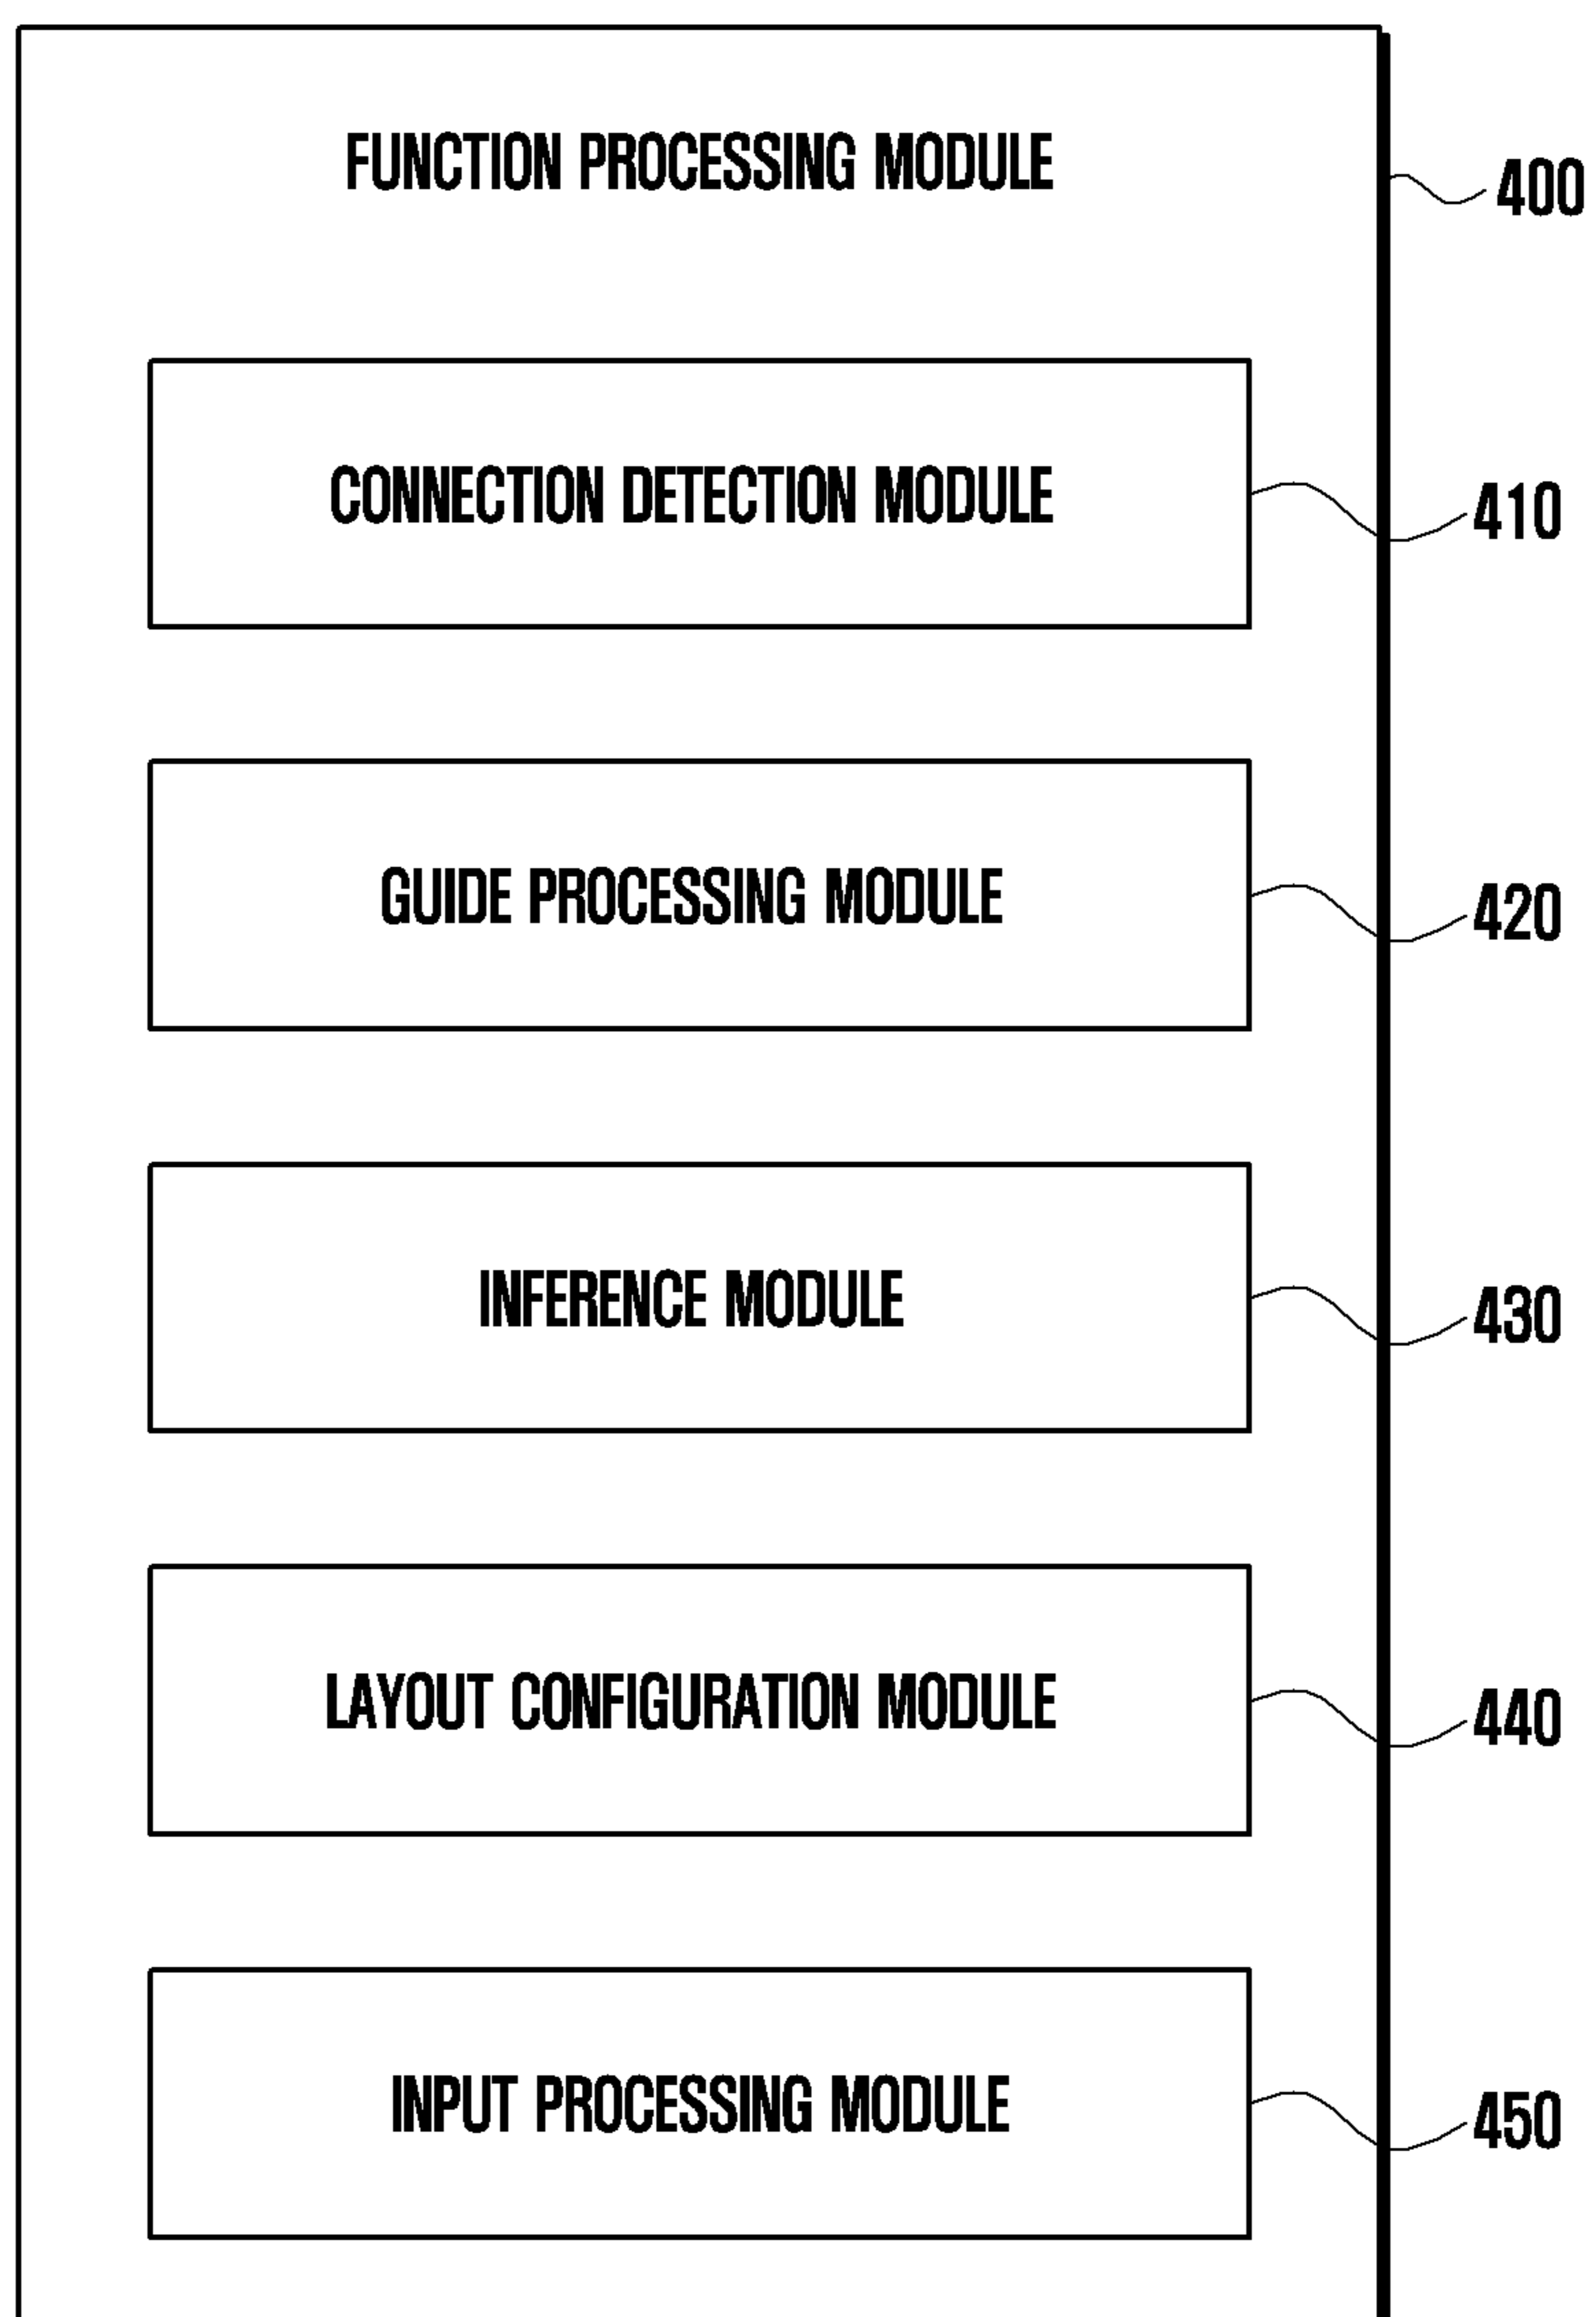 FUNCTION PROCESSING MODULE
400
CONNECTION DETECTION MODULE
410
GUIDE PROCESSING MODULE
420
INFERENCE MODULE
430
LAYOUT CONFIGURATION MODULE
440
INPUT PROCESSING MODULE
450